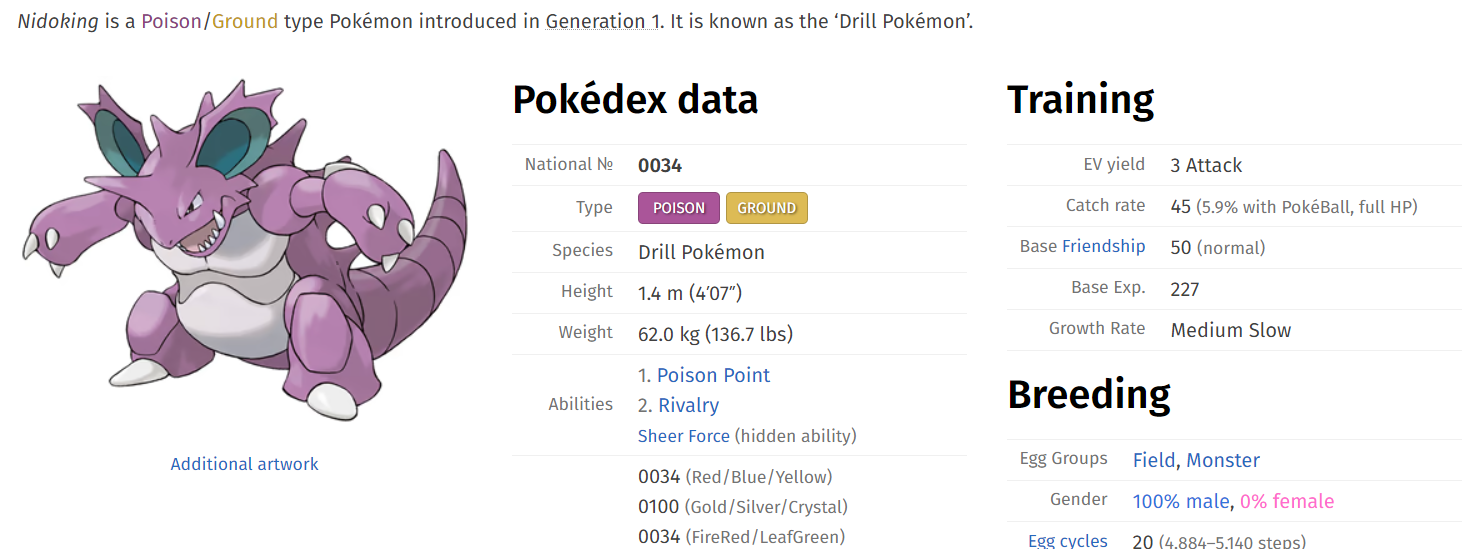 Nidoking is a Poison/Ground type Pokémon introduced in Generation 1. It is known as the ‘Drill Pokémon’.
Additional artwork
Pokédex data
National № 0034
Type POISON GROUND
Species Drill Pokémon
Height 1.4 m (4′07″)
Weight 62.0 kg (136.7 lbs)
Abilities 1. Poison Point
2. Rivalry
Sheer Force (hidden ability)
0034 (Red/Blue/Yellow)
0100 (Gold/Silver/Crystal)
0034 (FireRed/LeafGreen)
Training
EV yield 3 Attack
Catch rate 45 (5.9% with PokéBall, full HP)
Base Friendship 50 (normal)
Base Exp. 227
Growth Rate Medium Slow
Breeding
Egg Groups Field, Monster
Gender 100% male, 0% female
Egg cycles 20 (4,884–5,140 steps)